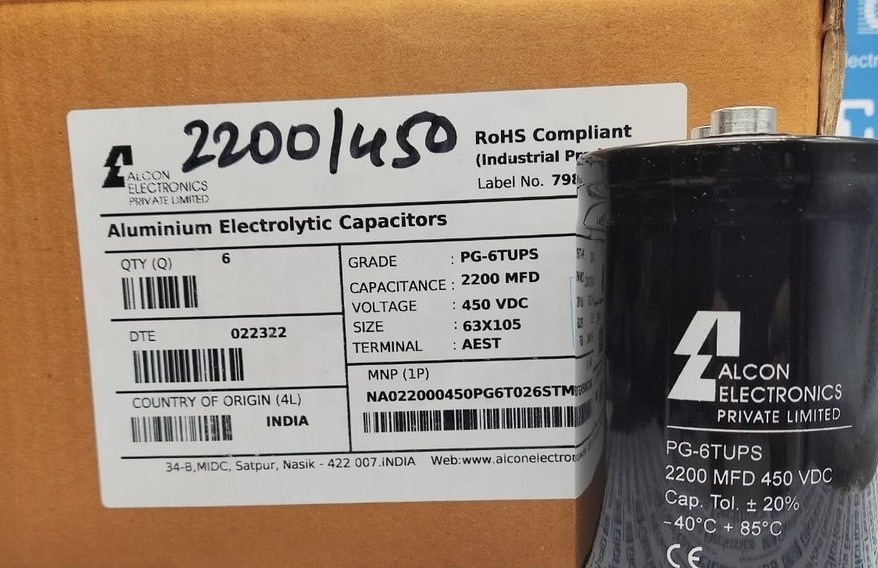 2200/450
ALCON
ELECTRONICS
PRIVATE LIMITED
RoHS Compliant
(Industrial
Label No.
Aluminium Electrolytic Capacitors
QTY (Q) 6
DTE 022322
COUNTRY OF ORIGIN (4L)
INDIA
GRADE : PG-6TUPS
CAPACITANCE : 2200 MFD
VOLTAGE : 450 VDC
SIZE : 63X105
TERMINAL : AEST
MNP (1P)
NA022000450PG6T026STM
34-B,MIDC, Satpur, Nasik - 422 007.INDIA Web:www.alconelectron
ALCON
ELECTRONICS
PRIVATE LIMITED
PG-6TUPS
2200 MFD 450 VDC
Cap. Tol. ± 20%
-40°C + 85°C
CE